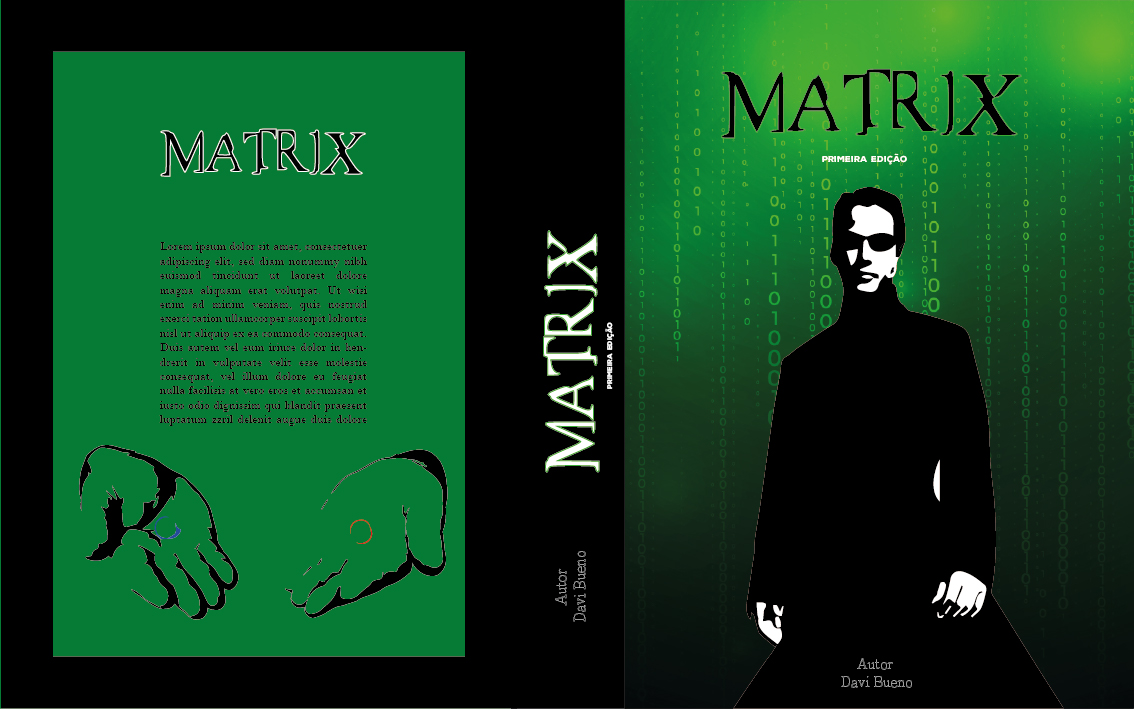 MATRIX
Lorem ipsum dolor sit amet, consectetuer
adipiscing elit, sed diam nonummy nibh
euismod tincidunt ut laoreet dolore
magna aliquam erat volutpat. Ut wisi
enim ad minim veniam, quis nostrud
exerci tation ullamcorper suscipit lobortis
nisl ut aliquip ex ea commodo consequat.
Duis autem vel eum iriure dolor in hen-
drerit in vulputate velit esse molestie
consequat, vel illum dolore eu feugiat
nulla facilisis at vero eros et accumsan et
iusto odio dignissim qui blandit praesent
luptatum zzril delenit augue duis dolore
MATRIX
PRIMEIRA EDIÇÃO
Autor
Davi Bueno
MATRIX
PRIMEIRA EDIÇÃO
Autor
Davi Bueno